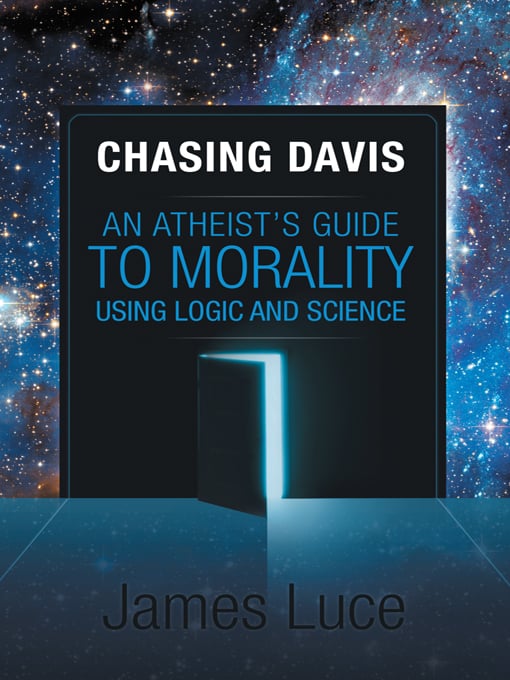 CHASING DAVIS
AN ATHEIST'S GUIDE
TO MORALITY
USING LOGIC AND SCIENCE
James Luce